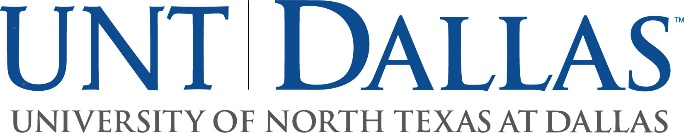 UNT | DALLAS™
UNIVERSITY OF NORTH TEXAS AT DALLAS